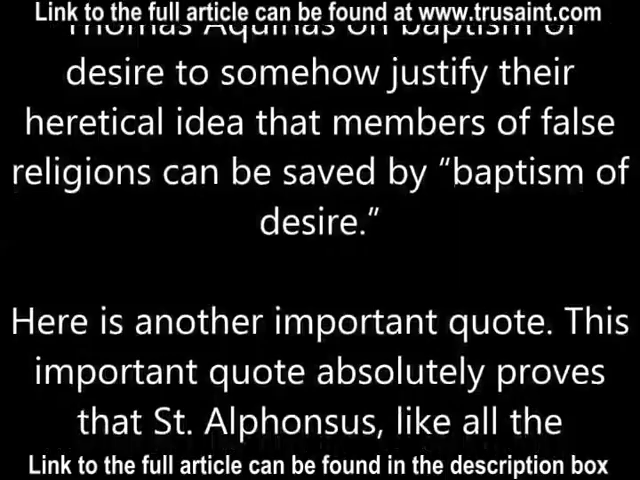 Link to the full article can be found at www.trusaint.com
Thomas Aquinas on baptism of
desire to somehow justify their
heretical idea that members of false
religions can be saved by “baptism of
desire.”
Here is another important quote. This
important quote absolutely proves
that St. Alphonsus, like all the
Link to the full article can be found in the description box